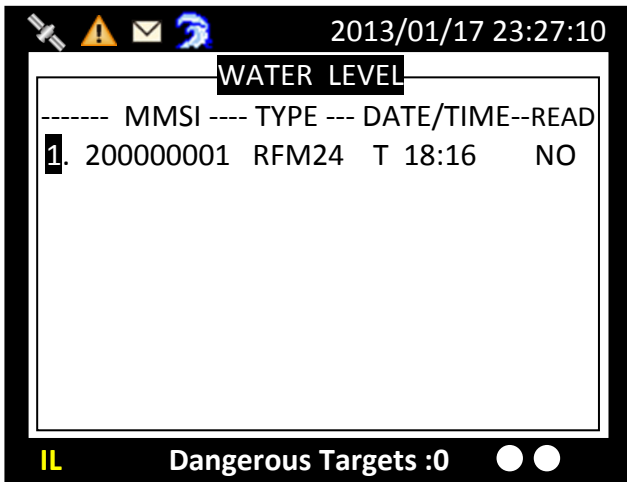 2013/01/17 23:27:10
WATER LEVEL
------- MMSI ---- TYPE --- DATE/TIME--READ
1. 200000001 RFM24 T 18:16 NO
IL Dangerous Targets :0